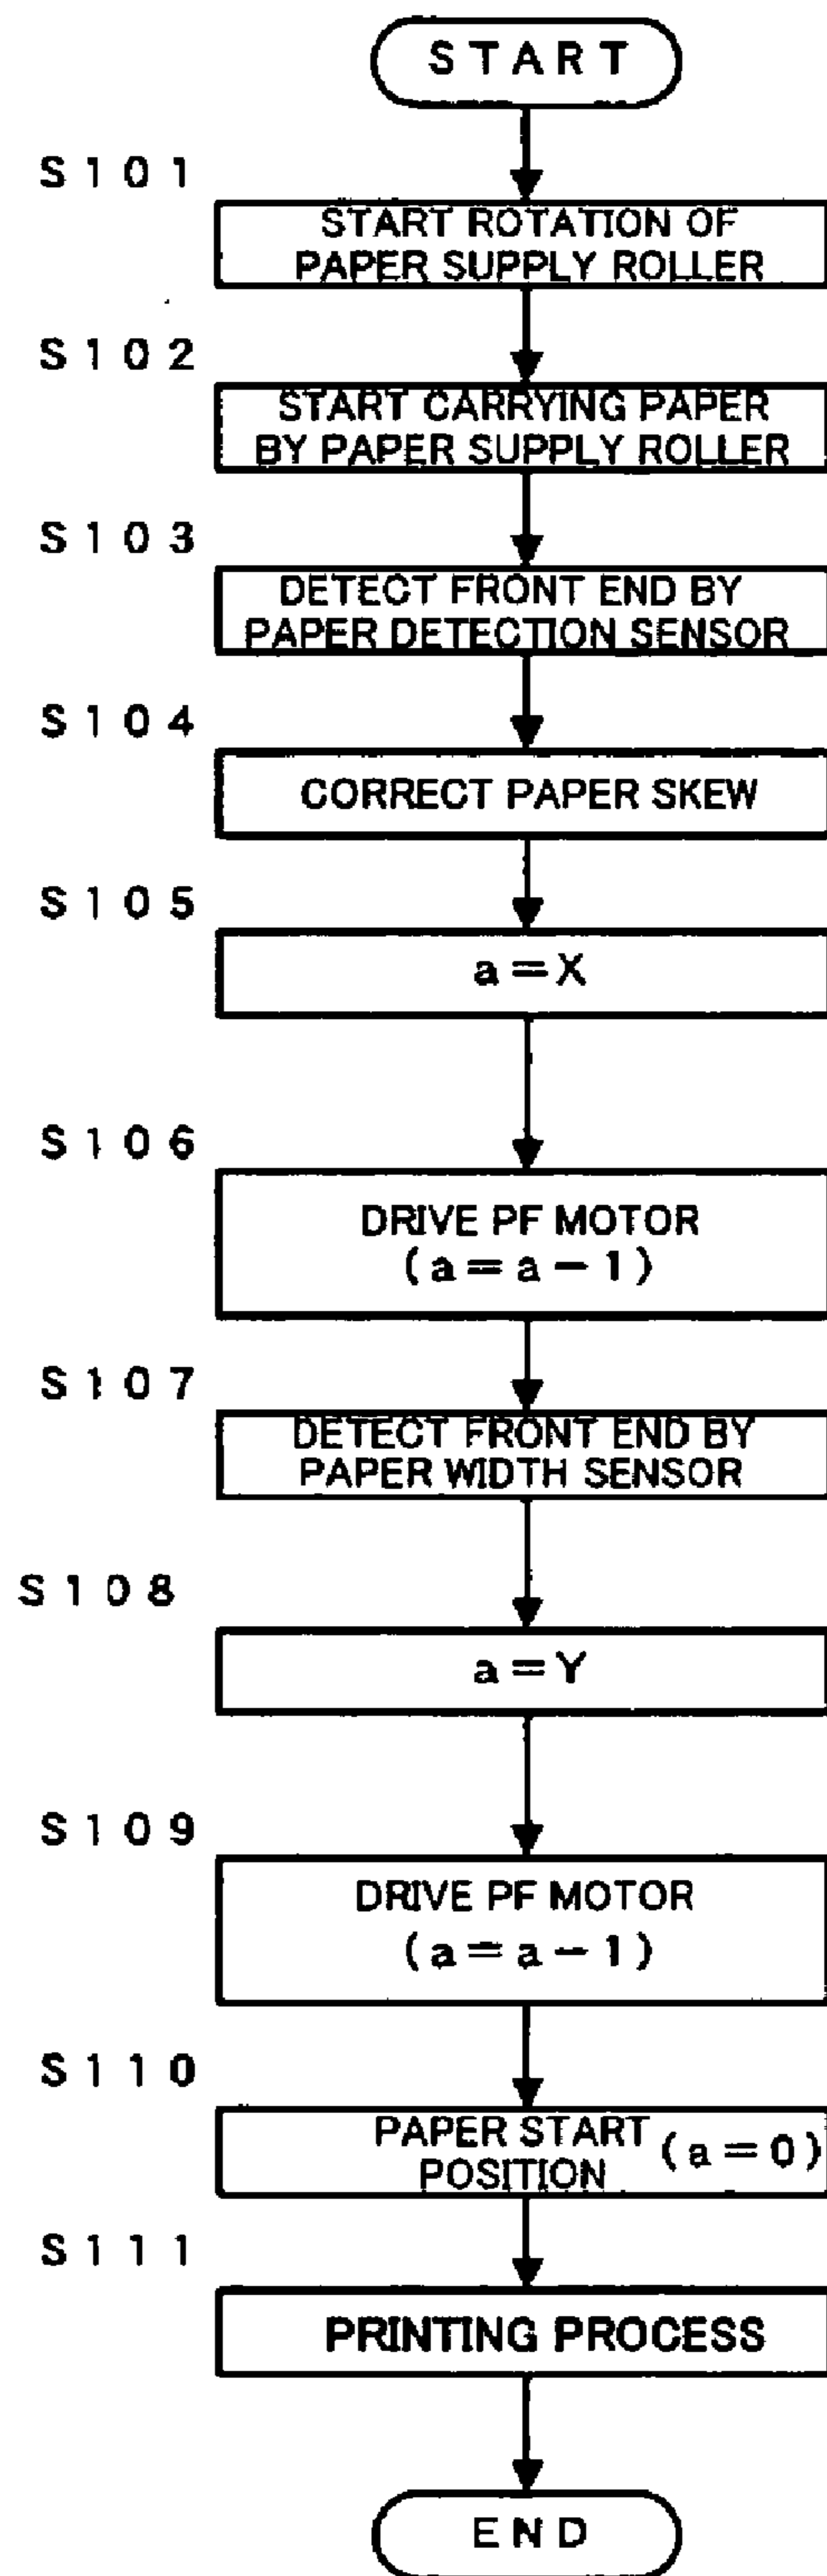 START
S101
START ROTATION OF
PAPER SUPPLY ROLLER
S102
START CARRYING PAPER
BY PAPER SUPPLY ROLLER
S103
DETECT FRONT END BY
PAPER DETECTION SENSOR
S104
CORRECT PAPER SKEW
S105
a=X
S106
DRIVE PF MOTOR
(a=a-1)
S107
DETECT FRONT END BY
PAPER WIDTH SENSOR
S108
a=Y
S109
DRIVE PF MOTOR
(a=a-1)
S110
PAPER START (a=0)
POSITION
S111
PRINTING PROCESS
END